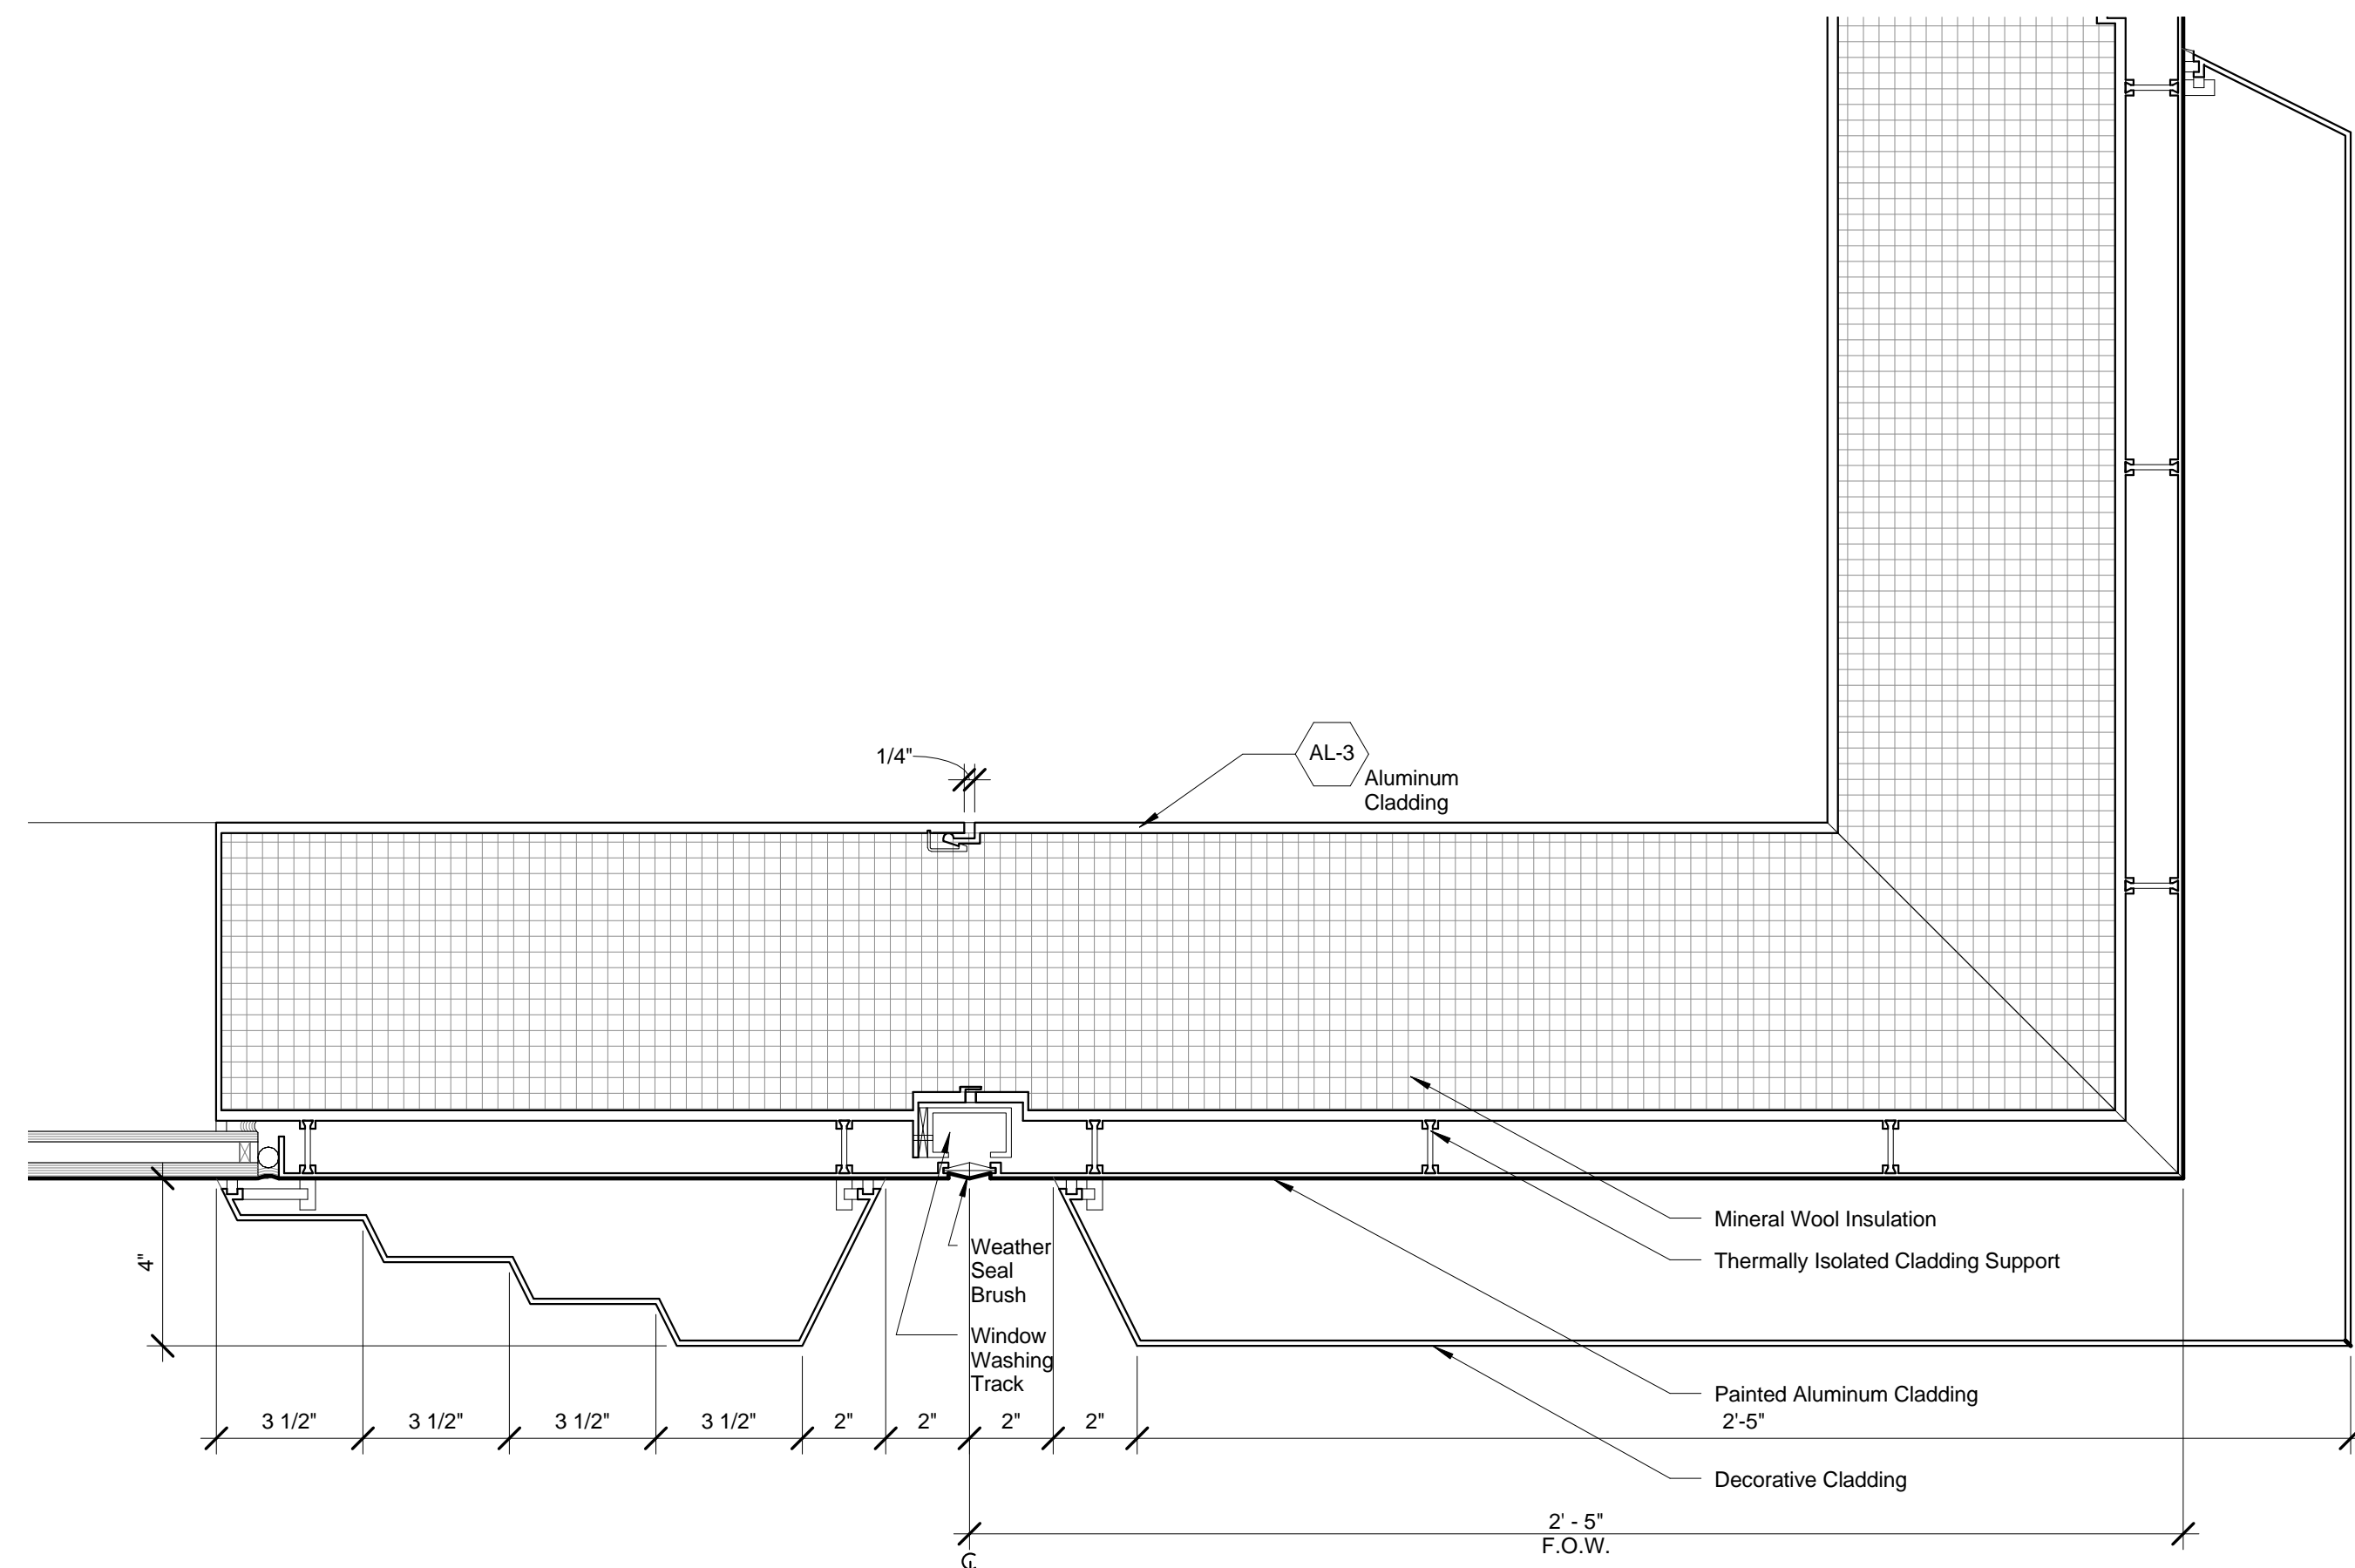 1/4"
AL-3
Aluminum
Cladding
Mineral Wool Insulation
Thermally Isolated Cladding Support
4"
Weather
Seal
Brush
Window
Washing
Track
Painted Aluminum Cladding
3 1/2" 3 1/2" 3 1/2" 3 1/2" 2" 2" 2" 2" 2'-5"
Decorative Cladding
2' - 5"
F.O.W.
℄